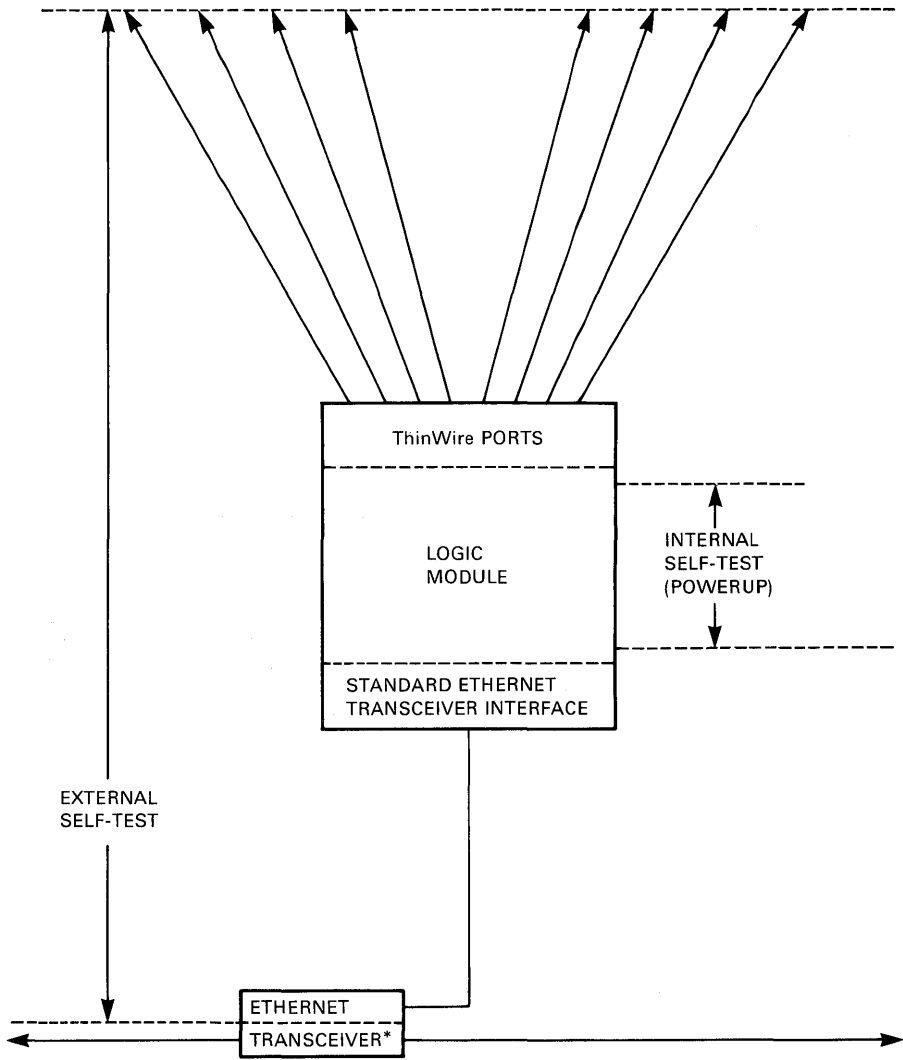 ThinWire PORTS
LOGIC
MODULE
INTERNAL
SELF-TEST
(POWERUP)
STANDARD ETHERNET
TRANSCEIVER INTERFACE
EXTERNAL
SELF-TEST
ETHERNET
TRANSCEIVER*